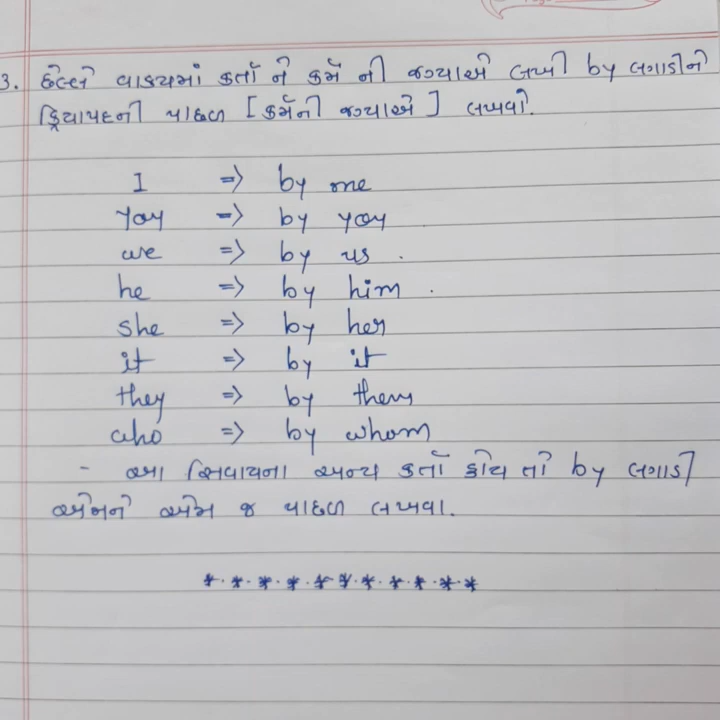 3. છેલ્લે વાક્યમાં કર્તા ને કર્મ ની જગ્યાએ લખી by લગાડીને
ક્રિયાપદની પાછળ [કર્મની જગ્યાએ] લખવો.
I => by me
You => by you
we => by us .
he => by him .
she => by her
it => by it
they => by them
who => by whom
- આ સિવાયના અન્ય કર્તા હોય તો by લગાડી
એમને એમ જ પાછળ લખવા.
*.*.*.*.*.*.*.*.*.*.*